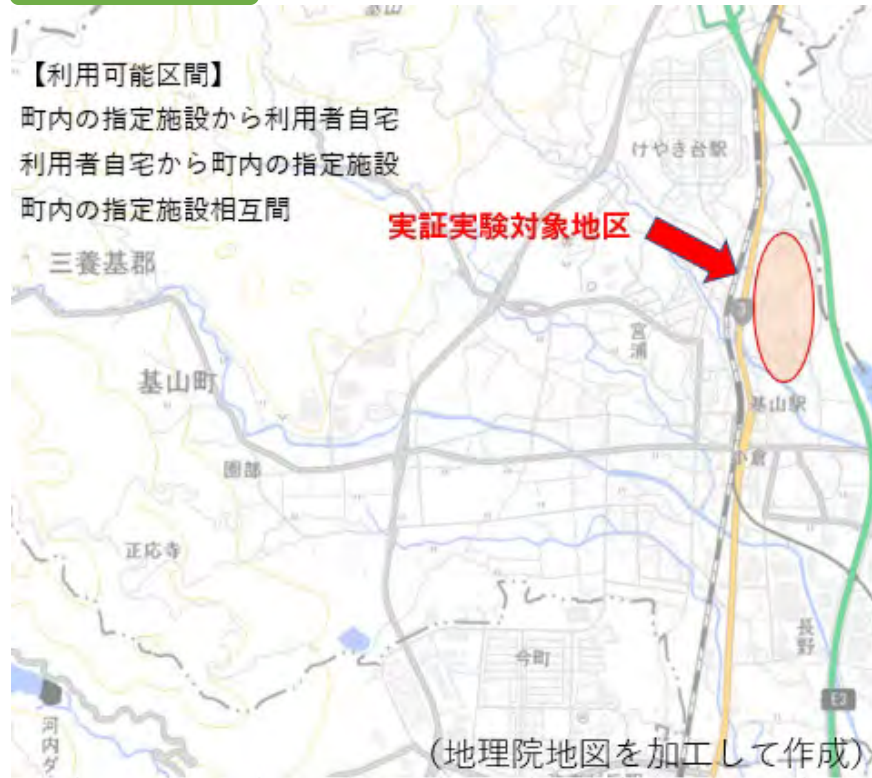 基山
【利用可能区間】
町内の指定施設から利用者自宅
利用者自宅から町内の指定施設
町内の指定施設相互間
けやき台駅
実証実験対象地区
三養基郡
宮浦
3
基山町
基山駅
小倉
園部
正応寺
長野
今町
E3
河内ダ
(地理院地図を加工して作成)